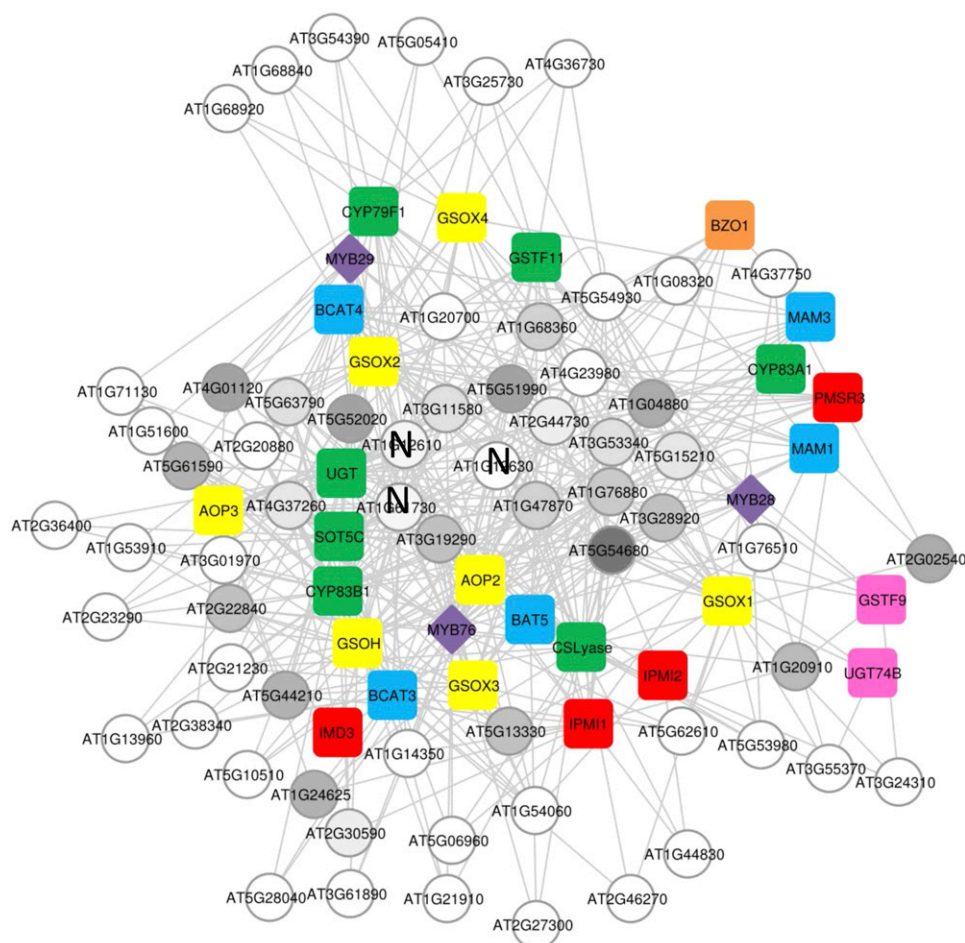 AT3G54390
AT5G05410
AT1G68840
AT4G36730
AT3G25730
AT1G68920
CYP79F1
GSOX4
BZO1
MYB29
GSTF11
AT1G08320
AT4G37750
AT5G54930
BCAT4
AT1G20700
MAM3
AT1G68360
GSOX2
AT4G23980
CYP83A1
AT1G71130
AT4G01120
AT5G63790
AT5G51990
AT1G04880
PMSR3
AT5G52020
AT3G11580
AT2G44730
AT1G51600
AT2G20880
N
AT3G53340
MAM1
AT5G61590
N
AT5G15210
UGT
AT1G76880
AOP3
AT4G37260
N
AT1G47870
MYB28
AT3G28920
AT2G36400
AT1G53910
SOT5C
AT3G19290
AT5G54680
AT1G76510
AT2G02540
AT3G01970
CYP83B1
AOP2
AT2G22840
GSOX1
GSTF9
AT2G23290
MYB76
BAT5
GSOH
CSLyase
AT2G21230
AT1G20910
UGT74B
AT5G44210
BCAT3
GSOX3
IPMI2
AT2G38340
IMD3
AT5G13330
IPMI1
AT5G62610
AT1G13960
AT1G14350
AT5G53980
AT5G10510
AT3G55370
AT3G24310
AT1G24625
AT1G54060
AT2G30590
AT5G06960
AT1G44830
AT5G28040
AT3G61890
AT1G21910
AT2G46270
AT2G27300